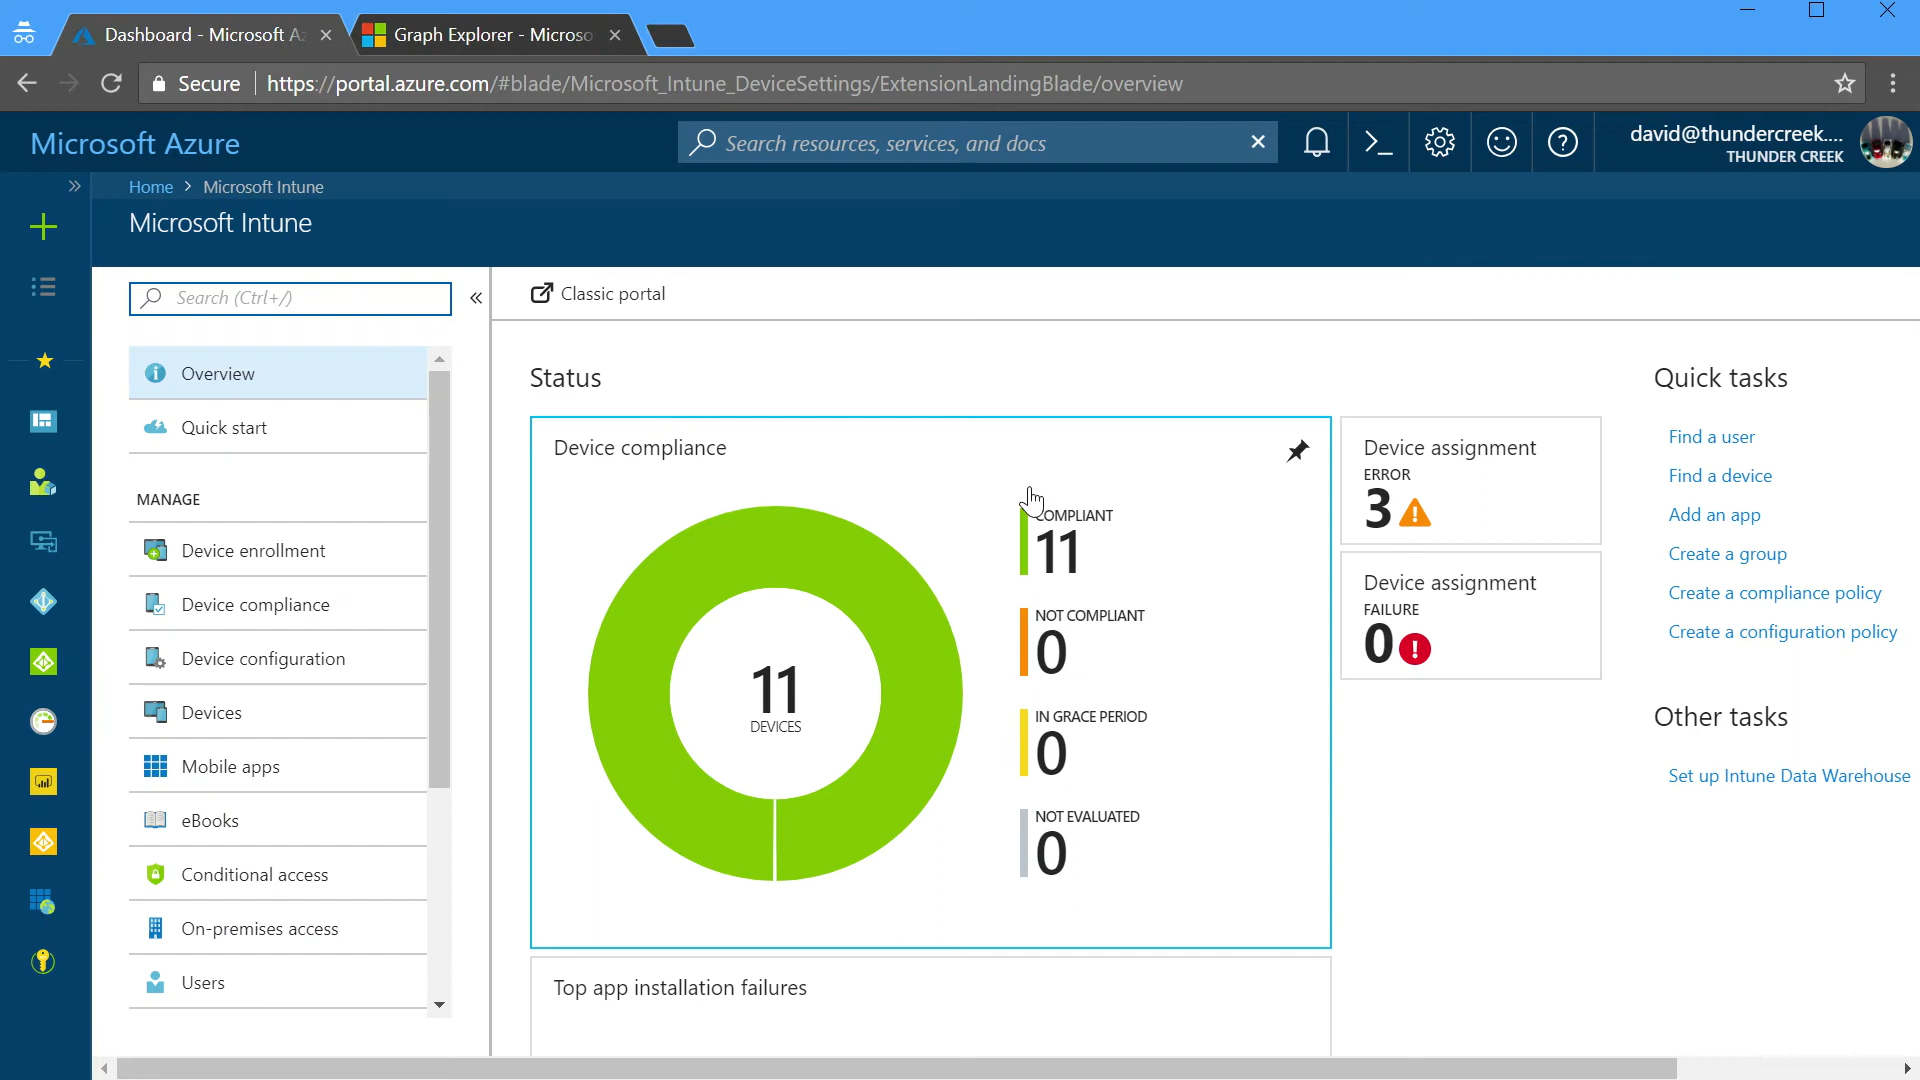 Dashboard - Microsoft Az
Graph Explorer - Microso
Secure
https://portal.azure.com/#blade/Microsoft_Intune_DeviceSettings/ExtensionLandingBlade/overview
Microsoft Azure
Search resources, services, and docs
david@thundercreek....
THUNDER CREEK
Home > Microsoft Intune
Microsoft Intune
Search (Ctrl+/)
Overview
Quick start
MANAGE
Device enrollment
Device compliance
Device configuration
Devices
Mobile apps
eBooks
Conditional access
On-premises access
Users
Classic portal
Status
Device compliance
11
DEVICES
COMPLIANT
11
NOT COMPLIANT
0
IN GRACE PERIOD
0
NOT EVALUATED
0
Top app installation failures
Device assignment
ERROR
3
Device assignment
FAILURE
0
Quick tasks
Find a user
Find a device
Add an app
Create a group
Create a compliance policy
Create a configuration policy
Other tasks
Set up Intune Data Warehouse